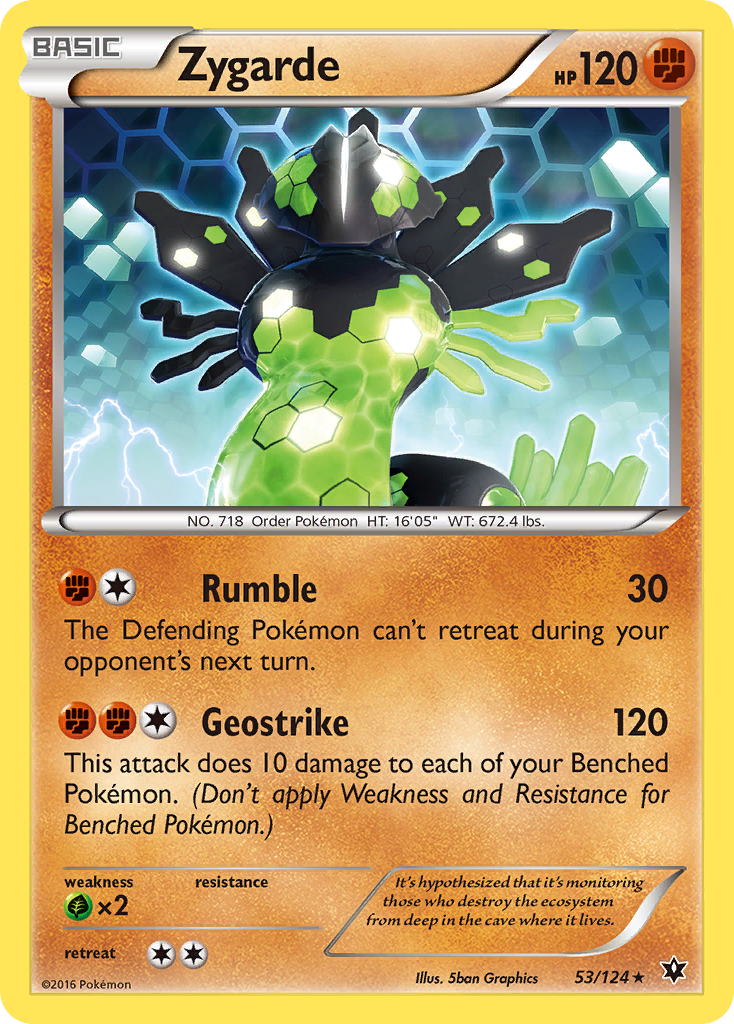 BASIC
Zygarde
HP120
NO. 718 Order Pokémon HT: 16'05" WT: 672.4 lbs.
Rumble 30
The Defending Pokémon can't retreat during your
opponent's next turn.
Geostrike 120
This attack does 10 damage to each of your Benched
Pokémon. (Don't apply Weakness and Resistance for
Benched Pokémon.)
weakness resistance
×2
It's hypothesized that it's monitoring
those who destroy the ecosystem
from deep in the cave where it lives.
retreat
©2016 Pokémon
Illus. 5ban Graphics 53/124 ★